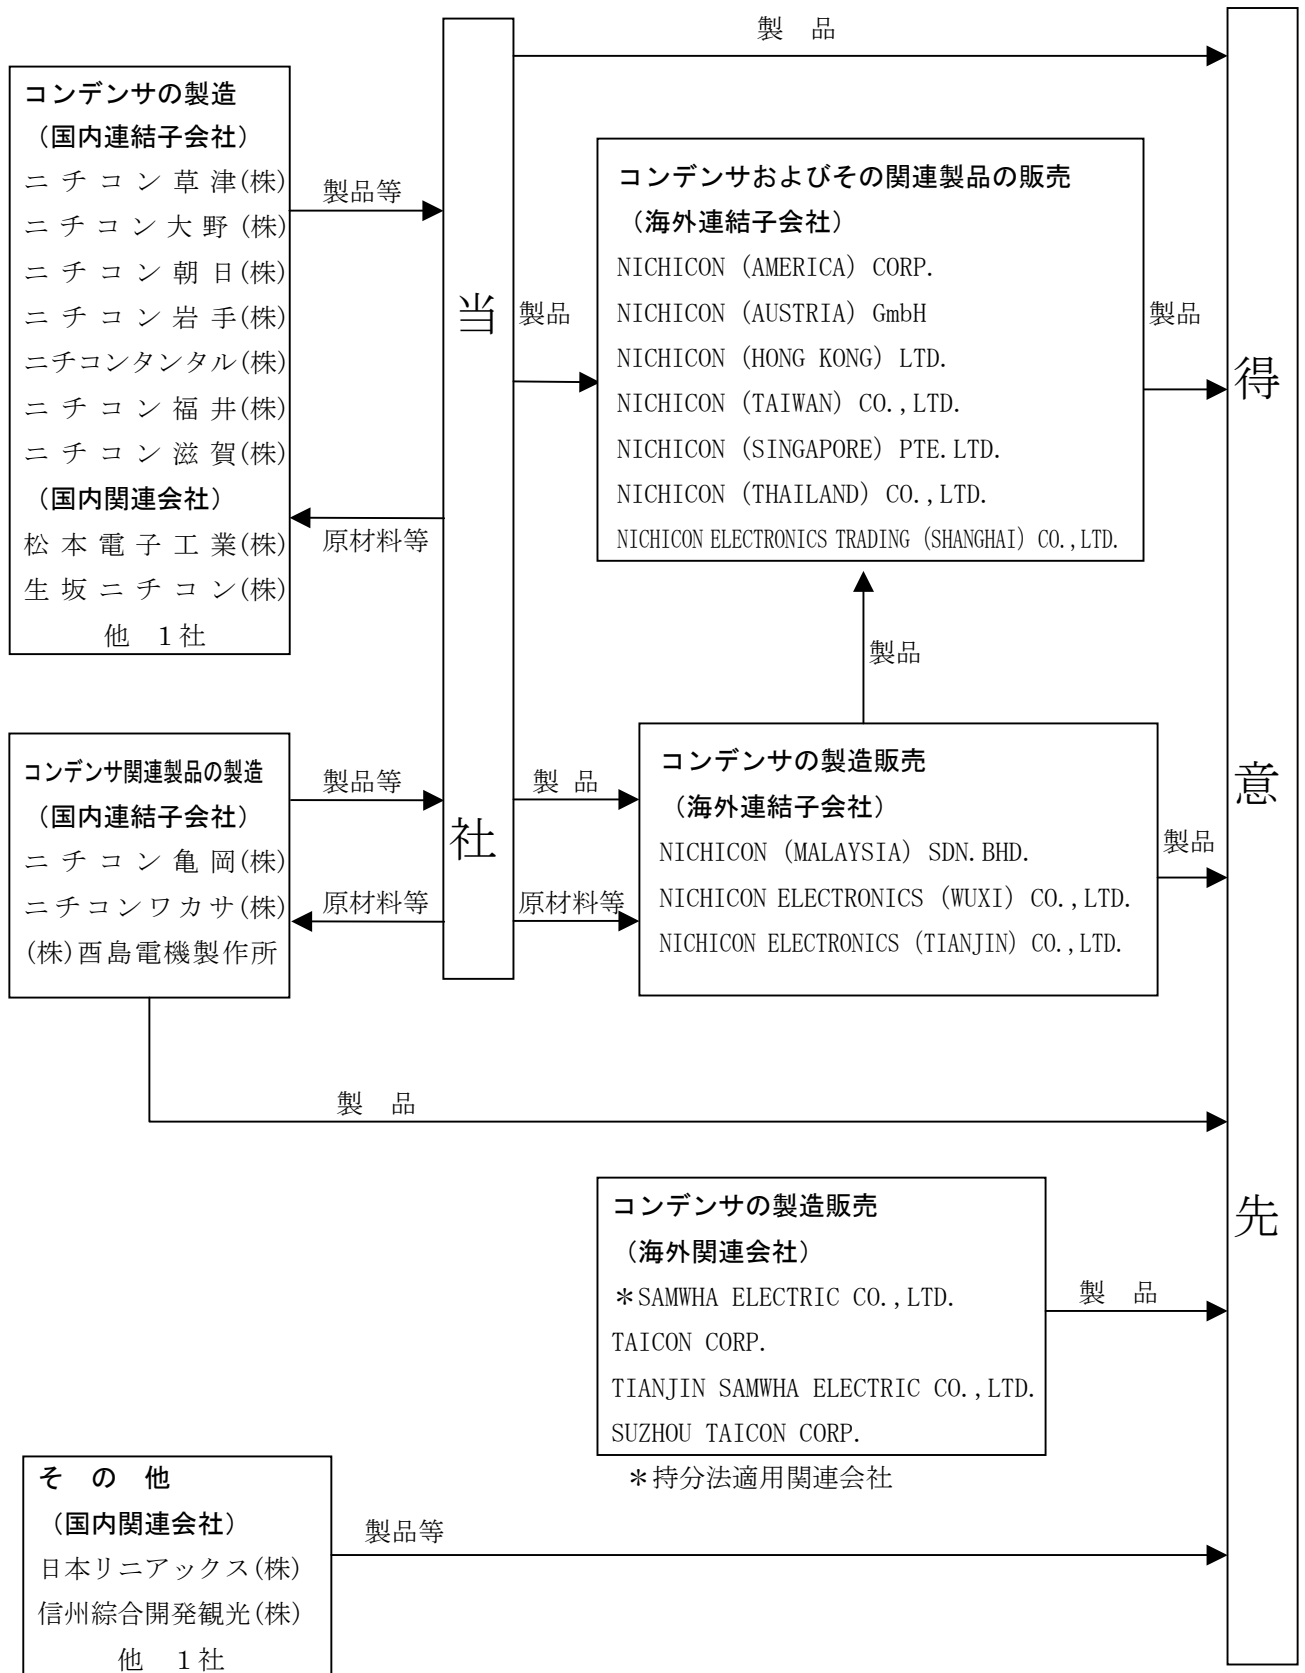 製　品
コンデンサの製造
（国内連結子会社）
ニチコン草津(株)
ニチコン大野(株)
ニチコン朝日(株)
ニチコン岩手(株)
ニチコンタンタル(株)
ニチコン福井(株)
ニチコン滋賀(株)
（国内関連会社）
松本電子工業(株)
生坂ニチコン(株)
他　1社
製品等
原材料等
当
社
製品
コンデンサおよびその関連製品の販売
（海外連結子会社）
NICHICON (AMERICA) CORP.
NICHICON (AUSTRIA) GmbH
NICHICON (HONG KONG) LTD.
NICHICON (TAIWAN) CO.,LTD.
NICHICON (SINGAPORE) PTE.LTD.
NICHICON (THAILAND) CO.,LTD.
NICHICON ELECTRONICS TRADING (SHANGHAI) CO.,LTD.
製品
得
意
先
製品
コンデンサ関連製品の製造
（国内連結子会社）
ニチコン亀岡(株)
ニチコンワカサ(株)
(株)酉島電機製作所
製品等
原材料等
製 品
原材料等
コンデンサの製造販売
（海外連結子会社）
NICHICON (MALAYSIA) SDN.BHD.
NICHICON ELECTRONICS (WUXI) CO.,LTD.
NICHICON ELECTRONICS (TIANJIN) CO.,LTD.
製品
製　品
コンデンサの製造販売
（海外関連会社）
＊SAMWHA ELECTRIC CO.,LTD.
TAICON CORP.
TIANJIN SAMWHA ELECTRIC CO.,LTD.
SUZHOU TAICON CORP.
＊持分法適用関連会社
製　品
そ　の　他
（国内関連会社）
日本リニアックス(株)
信州綜合開発観光(株)
他　1社
製品等